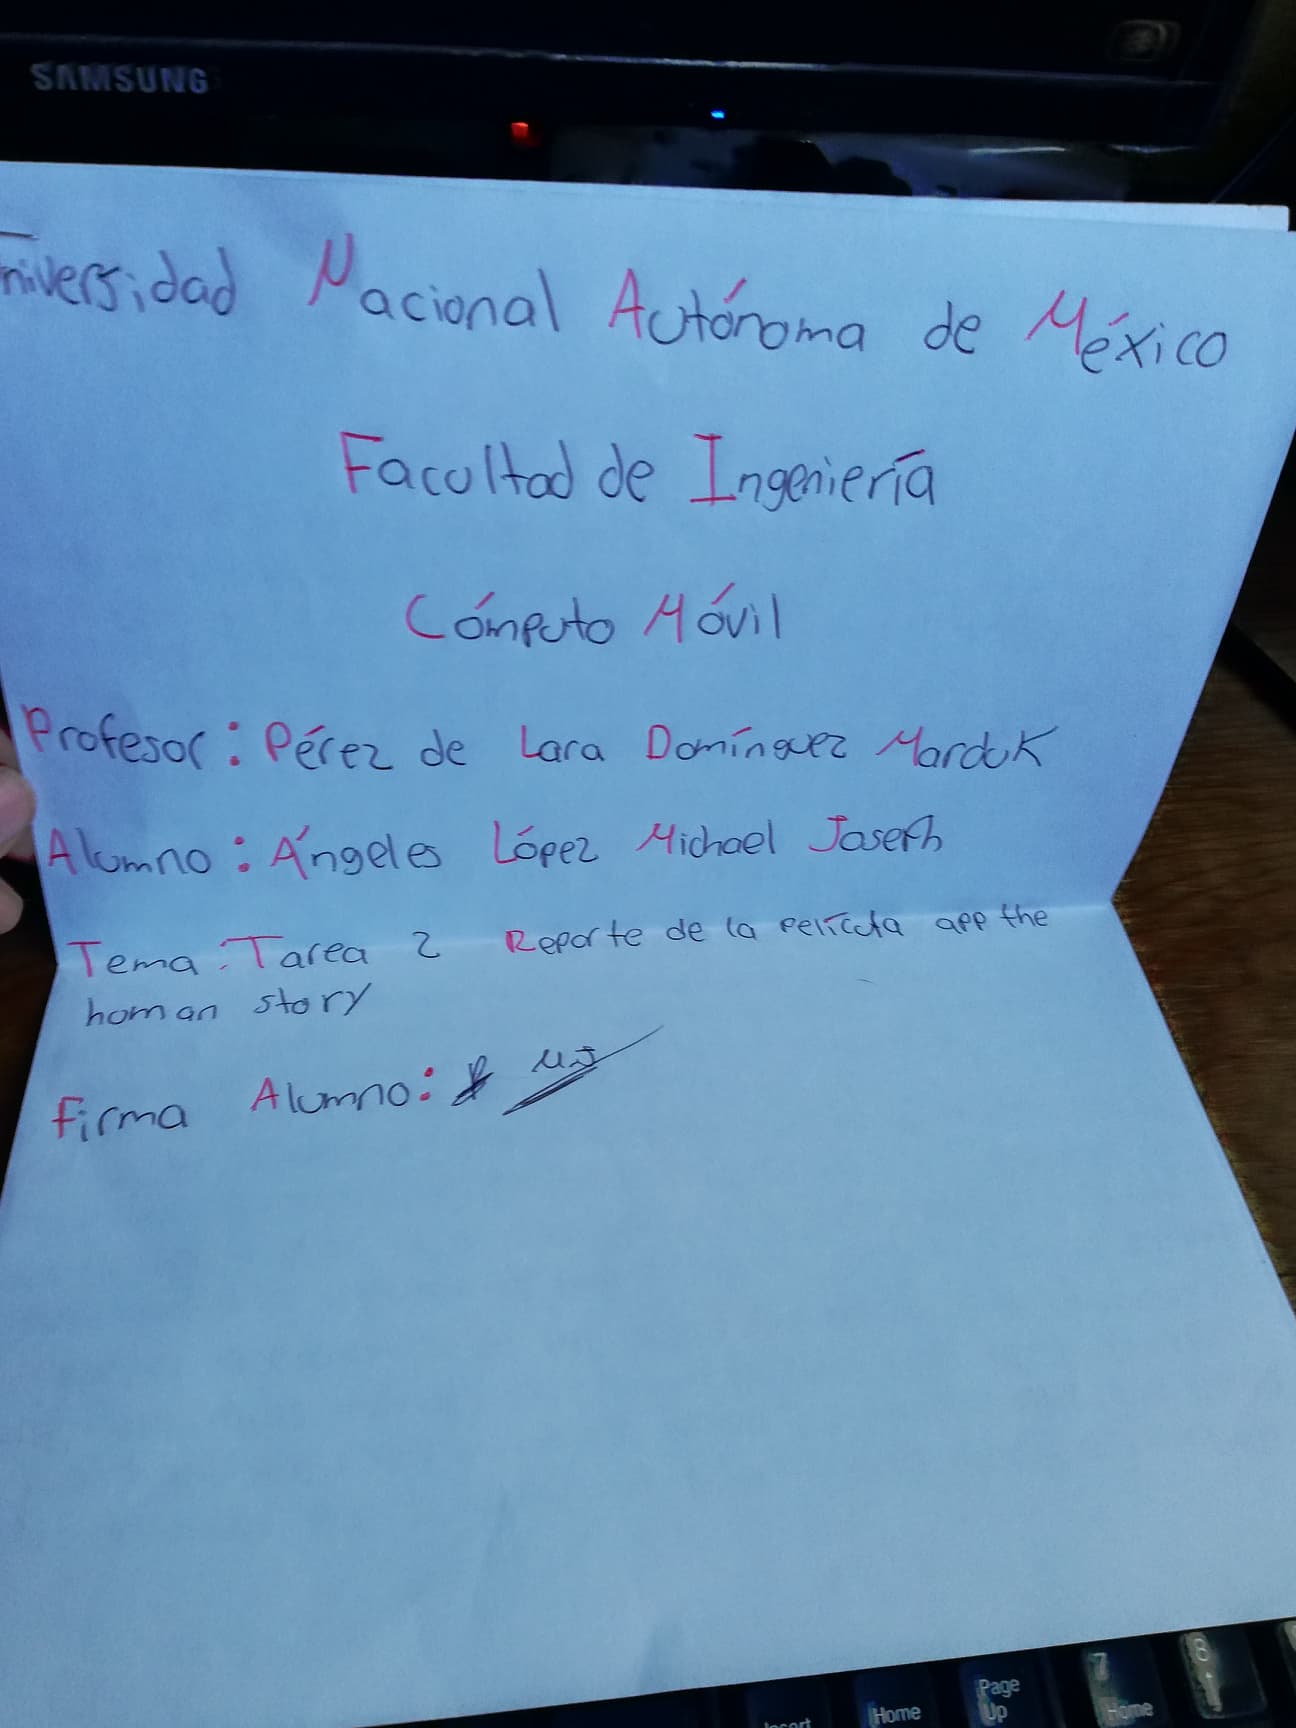 SAMSUNG
niversidad Nacional Autónoma de México
Facultad de Ingeniería
Cómputo Móvil
Profesor: Pérez de Lara Domínguez Marduk
Alumno: Ángeles López Michael Joseph
Tema: Tarea 2 Reporte de la película app the
human story
Firma Alumno: MJ
Insert Home Page Up 7 Home 8